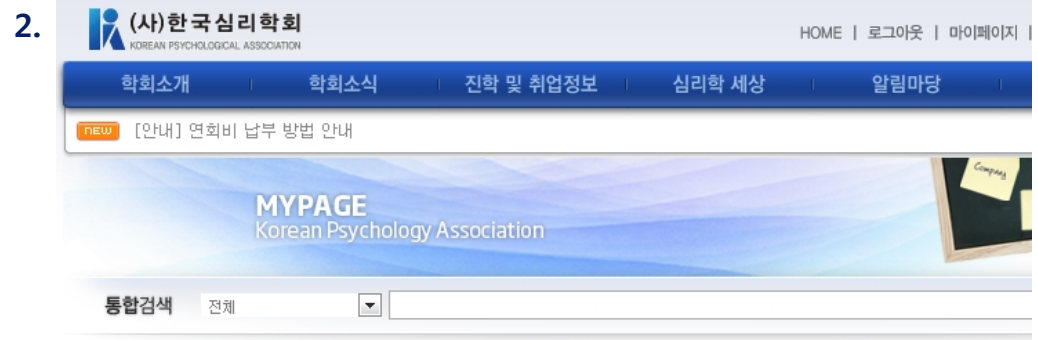 2.
(사)한국심리학회
KOREAN PSYCHOLOGICAL ASSOCIATION
HOME | 로그아웃 | 마이페이지 |
학회소개 학회소식 진학 및 취업정보 심리학 세상 알림마당
new [안내] 연회비 납부 방법 안내
Company
MYPAGE
Korean Psychology Association
통합검색 전체